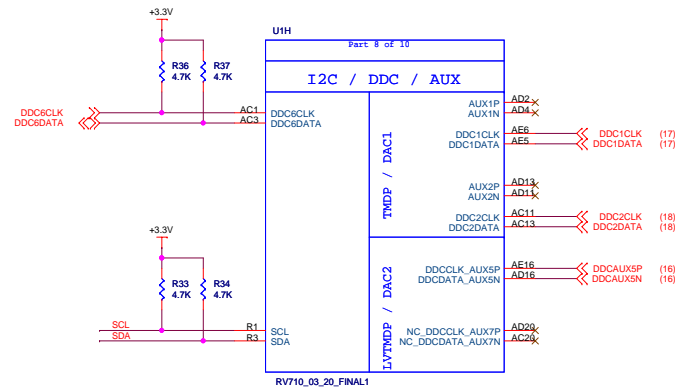 +3.3V
U1H
Part 8 of 10
I2C / DDC / AUX
R36
4.7K
R37
4.7K
DDC6CLK
DDC6DATA
AC1
AC3
DDC6CLK
DDC6DATA
TMDP / DAC1
AUX1P
AUX1N
AD2
AD4
DDC1CLK
DDC1DATA
AE6
AE5
DDC1CLK (17)
DDC1DATA (17)
AUX2P
AUX2N
AD13
AD11
DDC2CLK
DDC2DATA
AC11
AC13
DDC2CLK (18)
DDC2DATA (18)
+3.3V
R33
4.7K
R34
4.7K
LVTMDP / DAC2
DDCCLK_AUX5P
DDCDATA_AUX5N
AE16
AD16
DDCAUX5P (16)
DDCAUX5N (16)
SCL
SDA
R1
R3
SCL
SDA
NC_DDCCLK_AUX7P
NC_DDCDATA_AUX7N
AD20
AC20
RV710_03_20_FINAL1